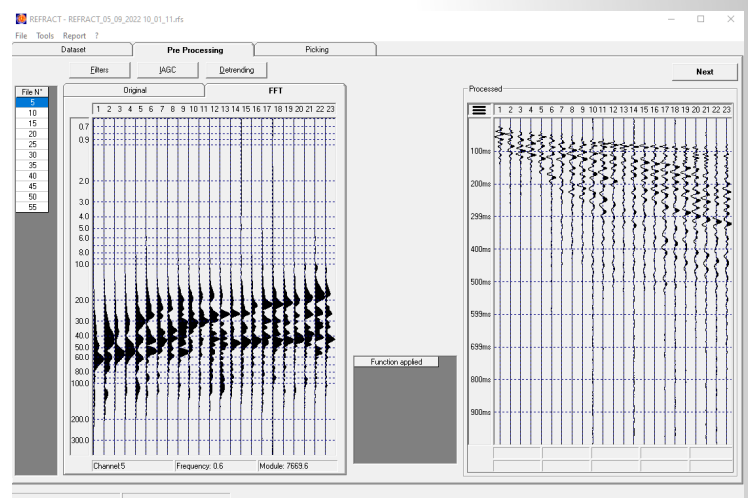 REFRACT - REFRACT_05_09_2022 10_01_11.rfs
File Tools Report ?
Dataset Pre Processing Picking
Filters |AGC Detrending Next
File N°
5
10
15
20
25
30
35
40
45
50
55
Original FFT
1 2 3 4 5 6 7 8 9 10 11 12 13 14 15 16 17 18 19 20 21 22 23
0.7
0.9
2.0
3.0
4.0
5.0
6.0
8.0
10.0
20.0
30.0
40.0
50.0
60.0
80.0
100.0
200.0
300.0
Channel:5 Frequency: 0.6 Module: 7669.6
Function applied
Processed
1 2 3 4 5 6 7 8 9 10 11 12 13 14 15 16 17 18 19 20 21 22 23
100ms
200ms
299ms
400ms
500ms
599ms
699ms
800ms
900ms